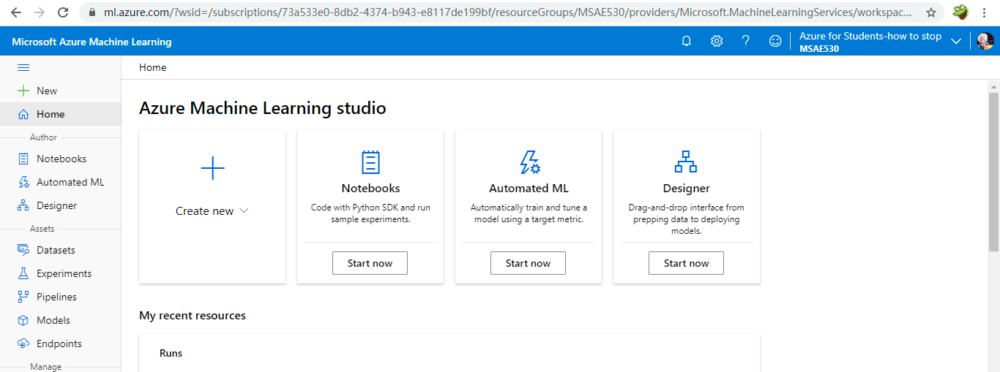 ml.azure.com/?wsid=/subscriptions/73a533e0-8db2-4374-b943-e8117de199bf/resourceGroups/MSAE530/providers/Microsoft.MachineLearningServices/workspac...
Microsoft Azure Machine Learning
Azure for Students-how to stop
MSAE530
New
Home
Author
Notebooks
Automated ML
Designer
Assets
Datasets
Experiments
Pipelines
Models
Endpoints
Manage
Home
Azure Machine Learning studio
Create new
Notebooks
Code with Python SDK and run
sample experiments.
Start now
Automated ML
Automatically train and tune a
model using a target metric.
Start now
Designer
Drag-and-drop interface from
prepping data to deploying
models.
Start now
My recent resources
Runs